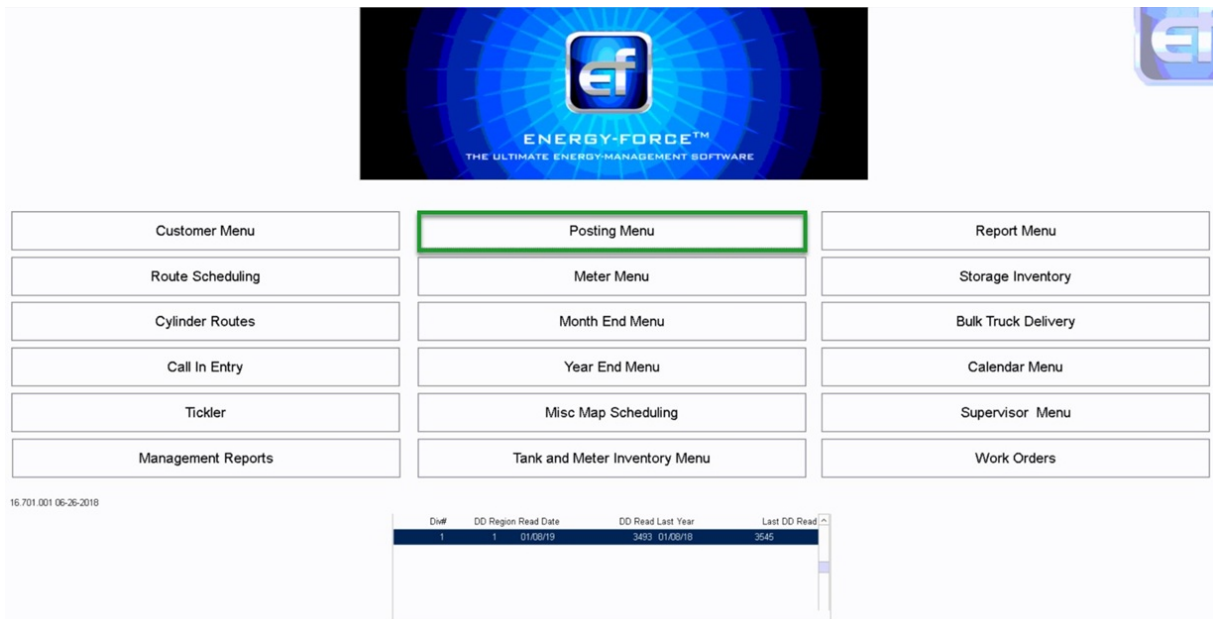 EF
EF
ENERGY-FORCE™
THE ULTIMATE ENERGY-MANAGEMENT SOFTWARE
Customer Menu Posting Menu Report Menu
Route Scheduling Meter Menu Storage Inventory
Cylinder Routes Month End Menu Bulk Truck Delivery
Call In Entry Year End Menu Calendar Menu
Tickler Misc Map Scheduling Supervisor Menu
Management Reports Tank and Meter Inventory Menu Work Orders
16.701.001 06-26-2018
Div# DD Region Read Date DD Read Last Year Last DD Read
1 1 01/08/19 3493 01/08/18 3545